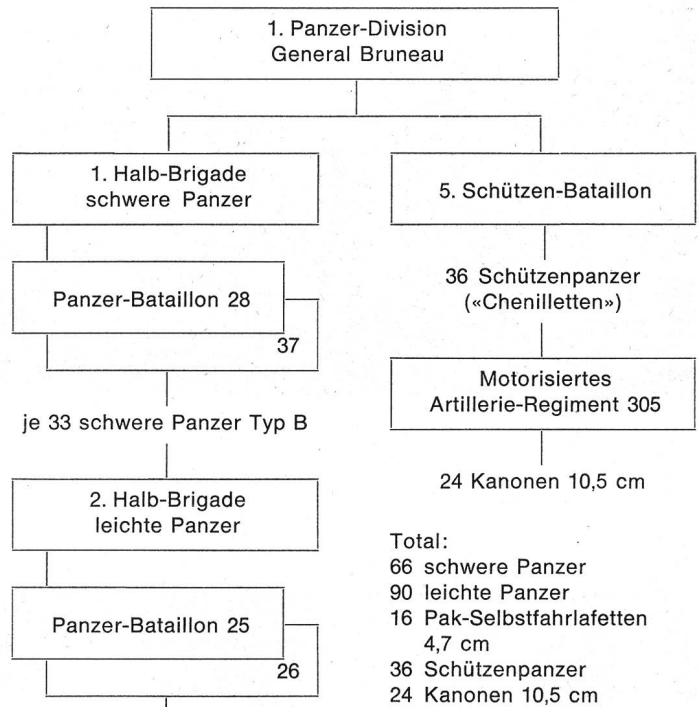 1. Panzer-Division
General Bruneau
1. Halb-Brigade
schwere Panzer
Panzer-Bataillon 28
37
je 33 schwere Panzer Typ B
2. Halb-Brigade
leichte Panzer
Panzer-Bataillon 25
26
5. Schützen-Bataillon
36 Schützenpanzer
(«Chenilletten»)
Motorisiertes
Artillerie-Regiment 305
24 Kanonen 10,5 cm
Total:
66 schwere Panzer
90 leichte Panzer
16 Pak-Selbstfahrlafetten
4,7 cm
36 Schützenpanzer
24 Kanonen 10,5 cm